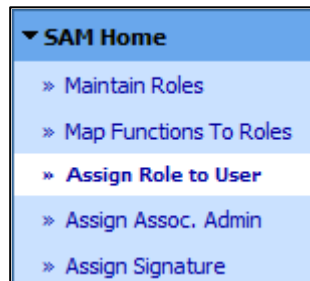 ▼ SAM Home
» Maintain Roles
» Map Functions To Roles
» Assign Role to User
» Assign Assoc. Admin
» Assign Signature